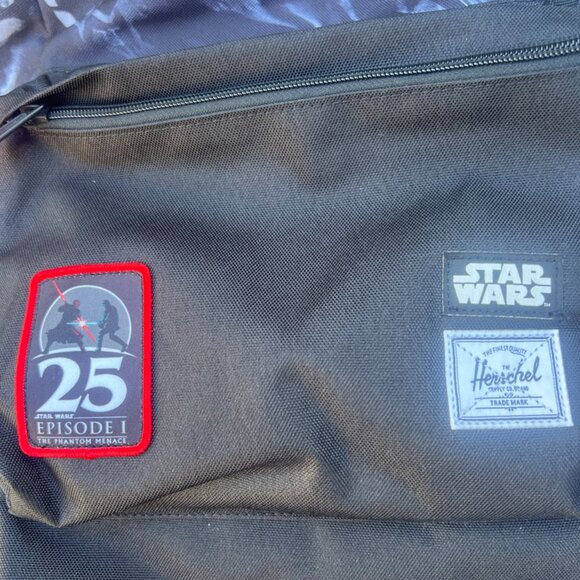 25
STAR WARS
EPISODE I
THE PHANTOM MENACE
STAR
WARS
THE FINEST QUALITY
THE
Herschel
SUPPLY CO. BRAND
TRADE MARK